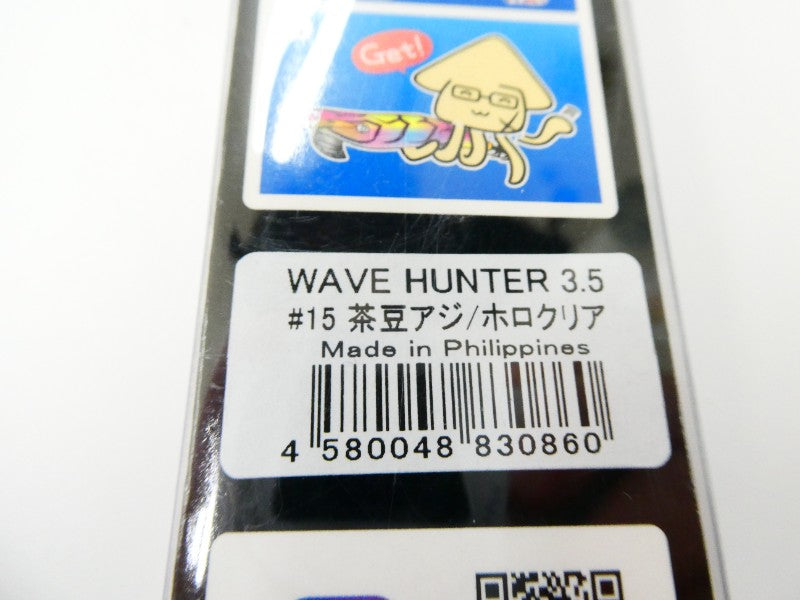 Get!
WAVE HUNTER 3.5
#15 茶豆アジ/ホロクリア
Made in Philippines
4 580048 830860